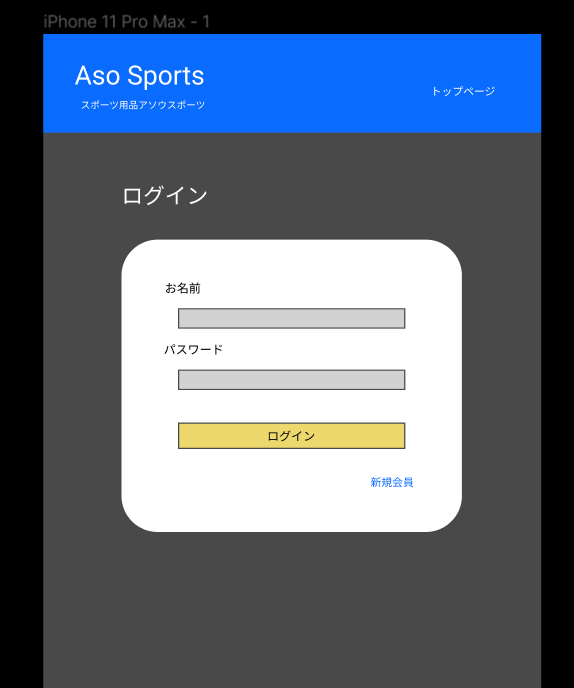 iPhone 11 Pro Max - 1
Aso Sports
トップページ
スポーツ用品アソウスポーツ
ログイン
お名前
パスワード
ログイン
新規会員